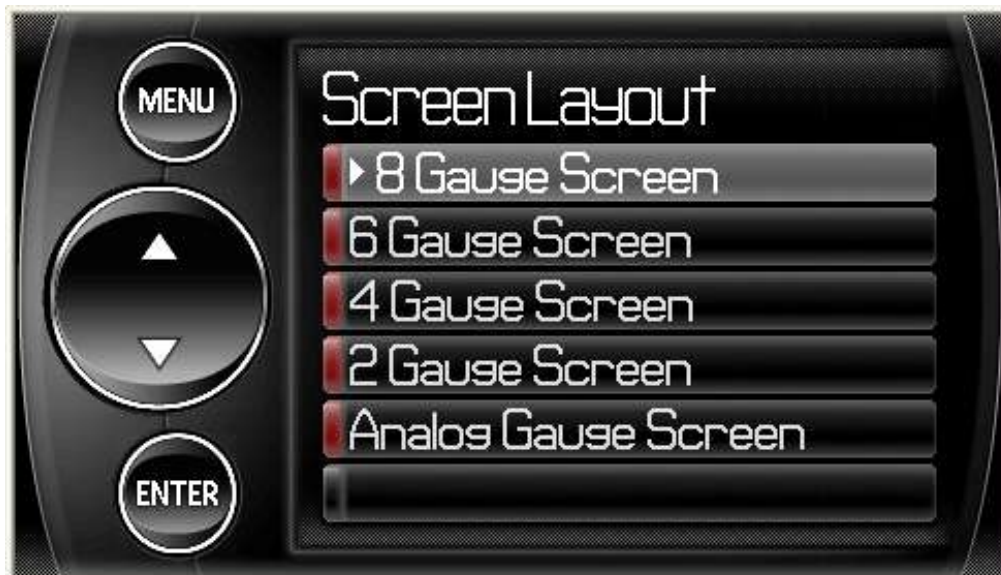 MENU
Screen Layout
8 Gauge Screen
6 Gauge Screen
4 Gauge Screen
2 Gauge Screen
Analog Gauge Screen
ENTER